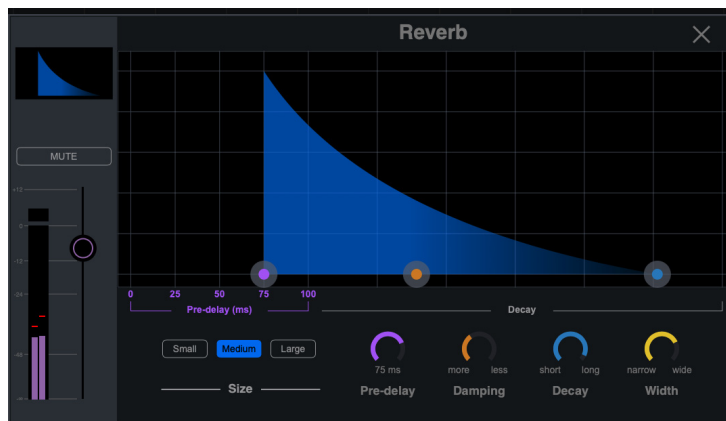 Reverb
MUTE
+12
0
-12
-24
-48
0 25 50 75 100
Pre-delay (ms)
Decay
Small Medium Large
Size
75 ms
Pre-delay
more less
Damping
short long
Decay
narrow wide
Width